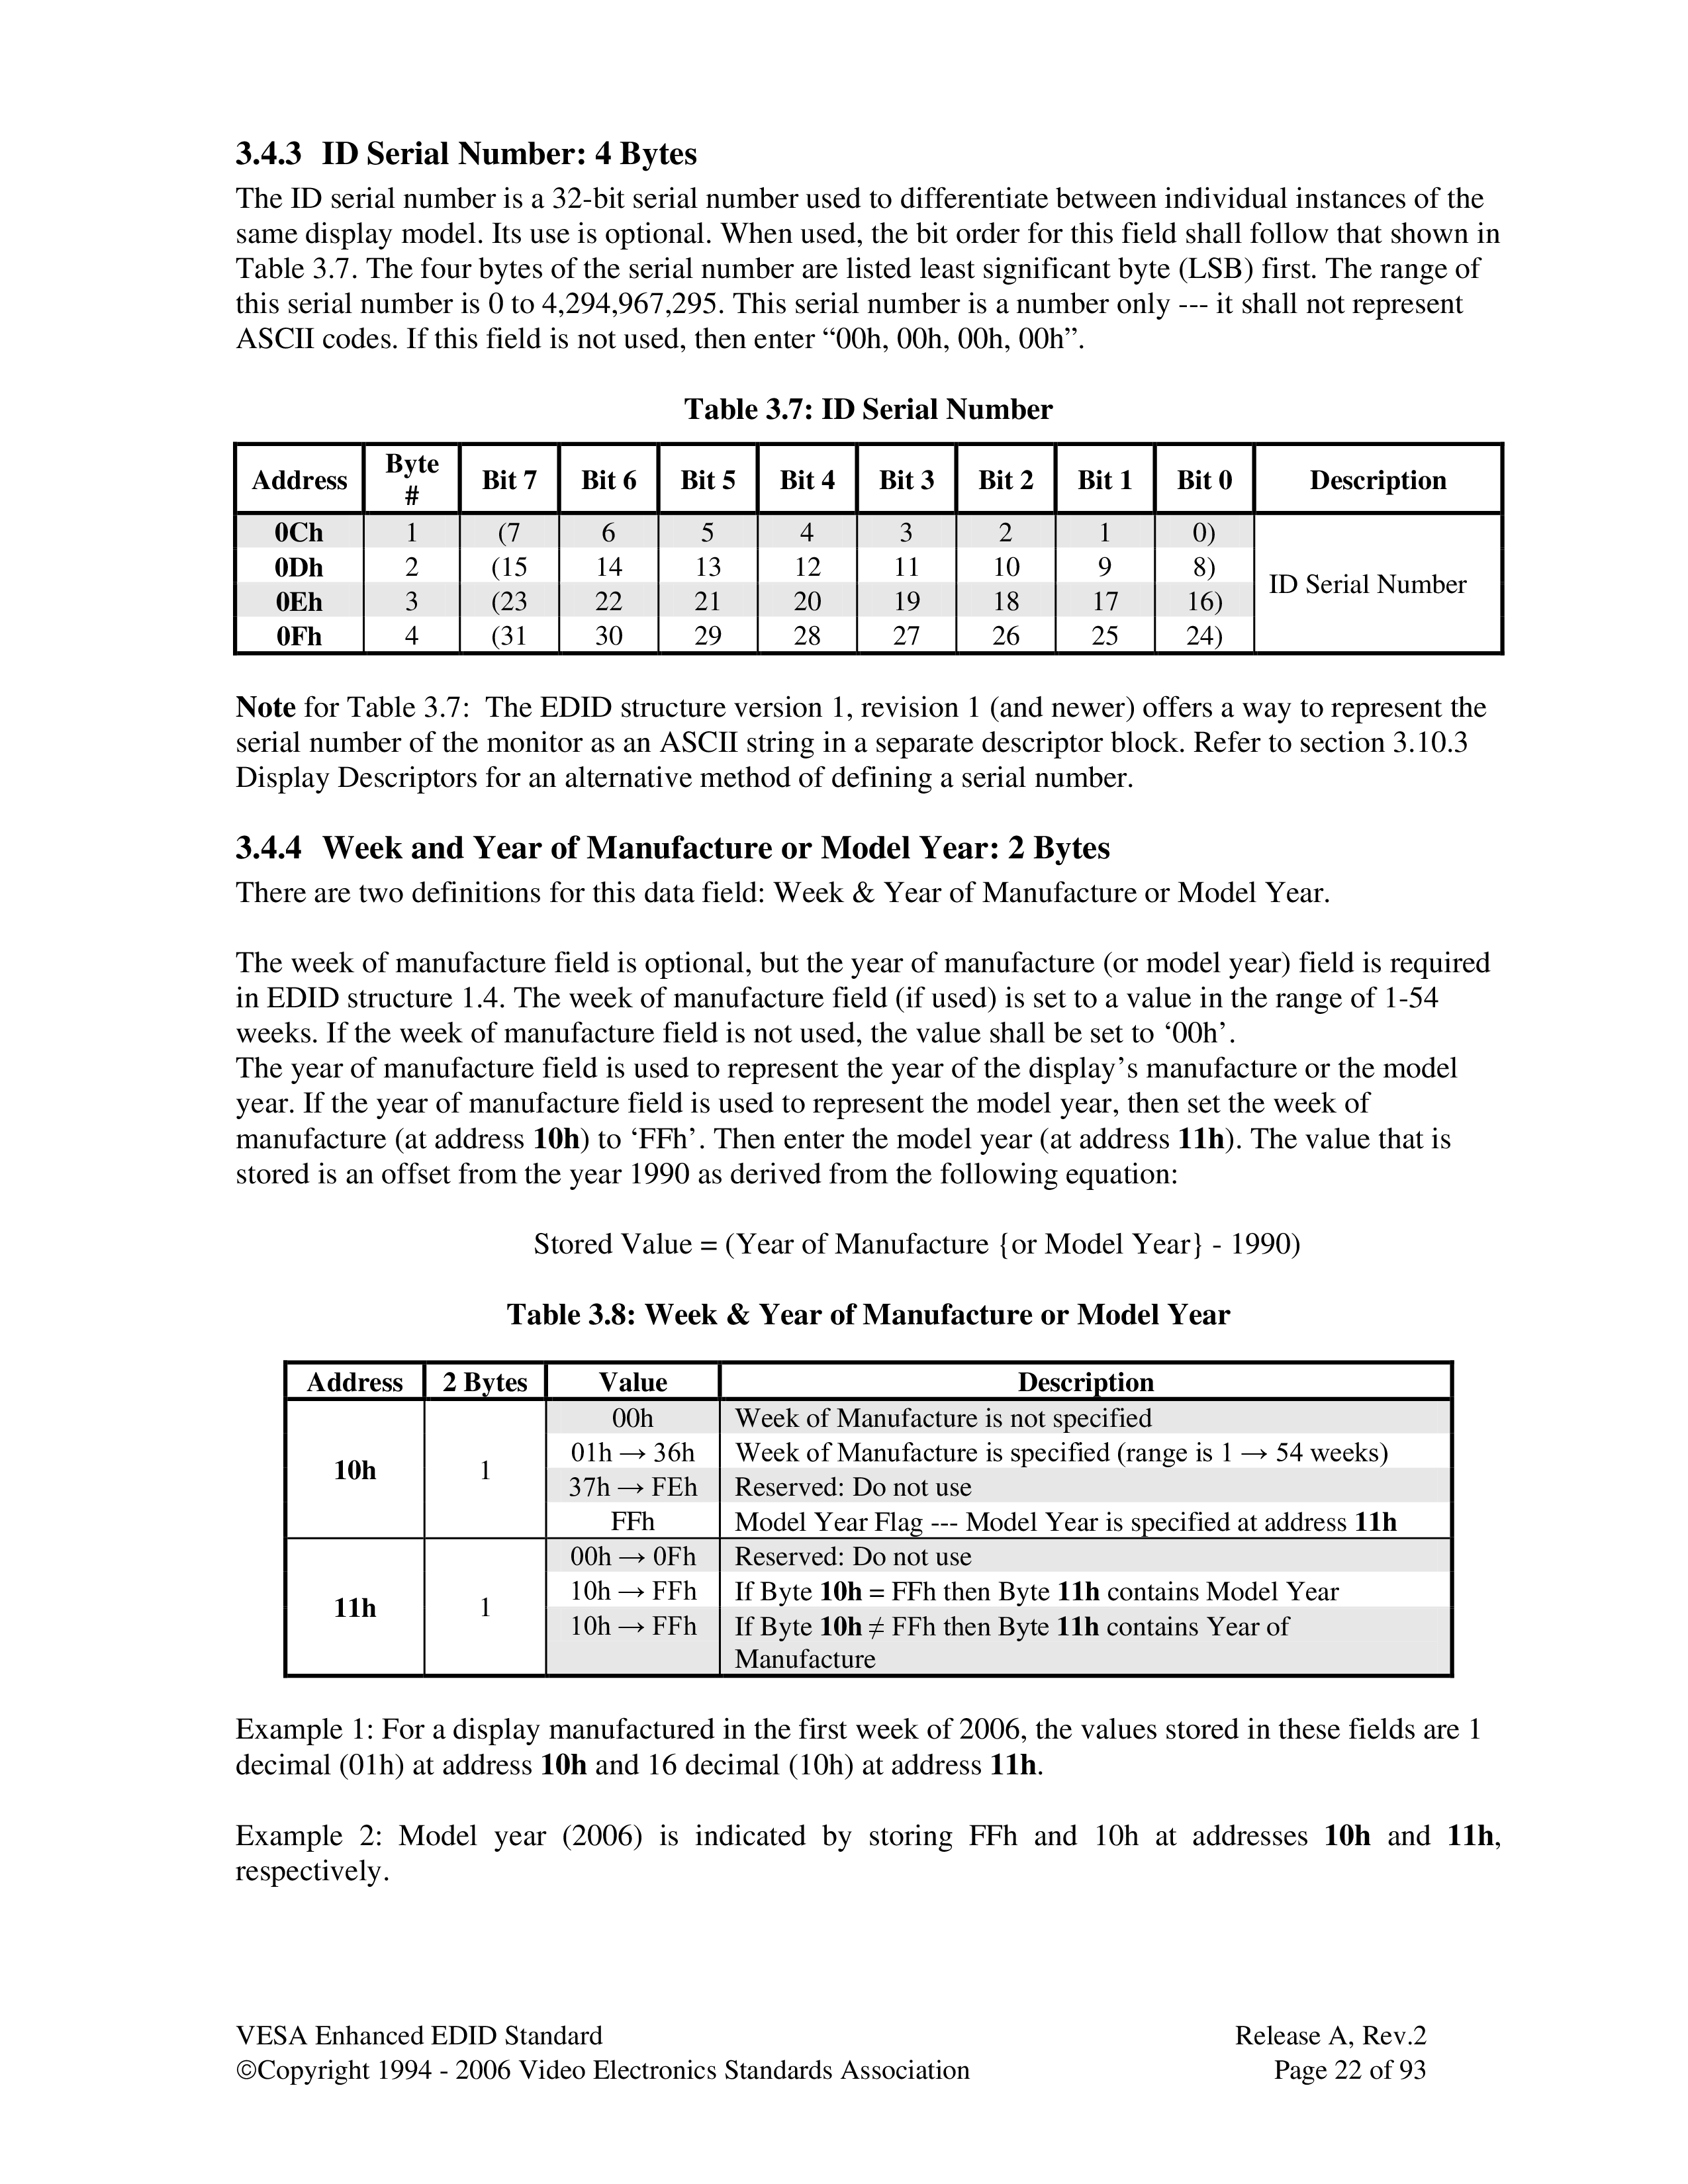 3.4.3 ID Serial Number: 4 Bytes
The ID serial number is a 32-bit serial number used to differentiate between individual instances of the
same display model. Its use is optional. When used, the bit order for this field shall follow that shown in
Table 3.7. The four bytes of the serial number are listed least significant byte (LSB) first. The range of
this serial number is 0 to 4,294,967,295. This serial number is a number only --- it shall not represent
ASCII codes. If this field is not used, then enter “00h, 00h, 00h, 00h”.
Table 3.7: ID Serial Number
Address Byte # Bit 7 Bit 6 Bit 5 Bit 4 Bit 3 Bit 2 Bit 1 Bit 0 Description
0Ch 1 (7 6 5 4 3 2 1 0)
0Dh 2 (15 14 13 12 11 10 9 8)
ID Serial Number
0Eh 3 (23 22 21 20 19 18 17 16)
0Fh 4 (31 30 29 28 27 26 25 24)
Note for Table 3.7: The EDID structure version 1, revision 1 (and newer) offers a way to represent the
serial number of the monitor as an ASCII string in a separate descriptor block. Refer to section 3.10.3
Display Descriptors for an alternative method of defining a serial number.
3.4.4 Week and Year of Manufacture or Model Year: 2 Bytes
There are two definitions for this data field: Week & Year of Manufacture or Model Year.
The week of manufacture field is optional, but the year of manufacture (or model year) field is required
in EDID structure 1.4. The week of manufacture field (if used) is set to a value in the range of 1-54
weeks. If the week of manufacture field is not used, the value shall be set to ‘00h’.
The year of manufacture field is used to represent the year of the display’s manufacture or the model
year. If the year of manufacture field is used to represent the model year, then set the week of
manufacture (at address 10h) to ‘FFh’. Then enter the model year (at address 11h). The value that is
stored is an offset from the year 1990 as derived from the following equation:
Stored Value = (Year of Manufacture {or Model Year} - 1990)
Table 3.8: Week & Year of Manufacture or Model Year
Address 2 Bytes Value Description
10h 1 00h Week of Manufacture is not specified
01h → 36h Week of Manufacture is specified (range is 1 → 54 weeks)
37h → FEh Reserved: Do not use
FFh Model Year Flag --- Model Year is specified at address 11h
11h 1 00h → 0Fh Reserved: Do not use
10h → FFh If Byte 10h = FFh then Byte 11h contains Model Year
10h → FFh If Byte 10h ≠ FFh then Byte 11h contains Year of
Manufacture
Example 1: For a display manufactured in the first week of 2006, the values stored in these fields are 1
decimal (01h) at address 10h and 16 decimal (10h) at address 11h.
Example 2: Model year (2006) is indicated by storing FFh and 10h at addresses 10h and 11h,
respectively.
VESA Enhanced EDID Standard Release A, Rev.2
©Copyright 1994 - 2006 Video Electronics Standards Association Page 22 of 93